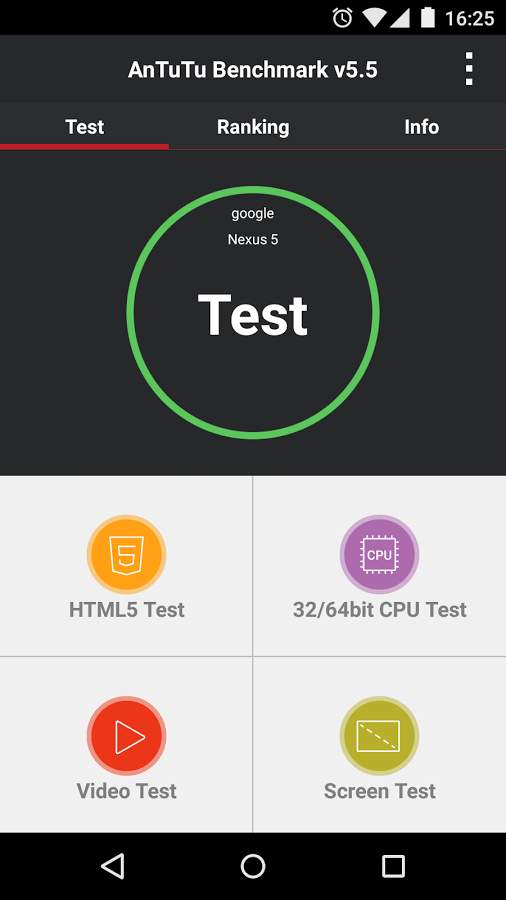 16:25
AnTuTu Benchmark v5.5
Test Ranking Info
google
Nexus 5
Test
5 CPU
HTML5 Test 32/64bit CPU Test
Video Test Screen Test